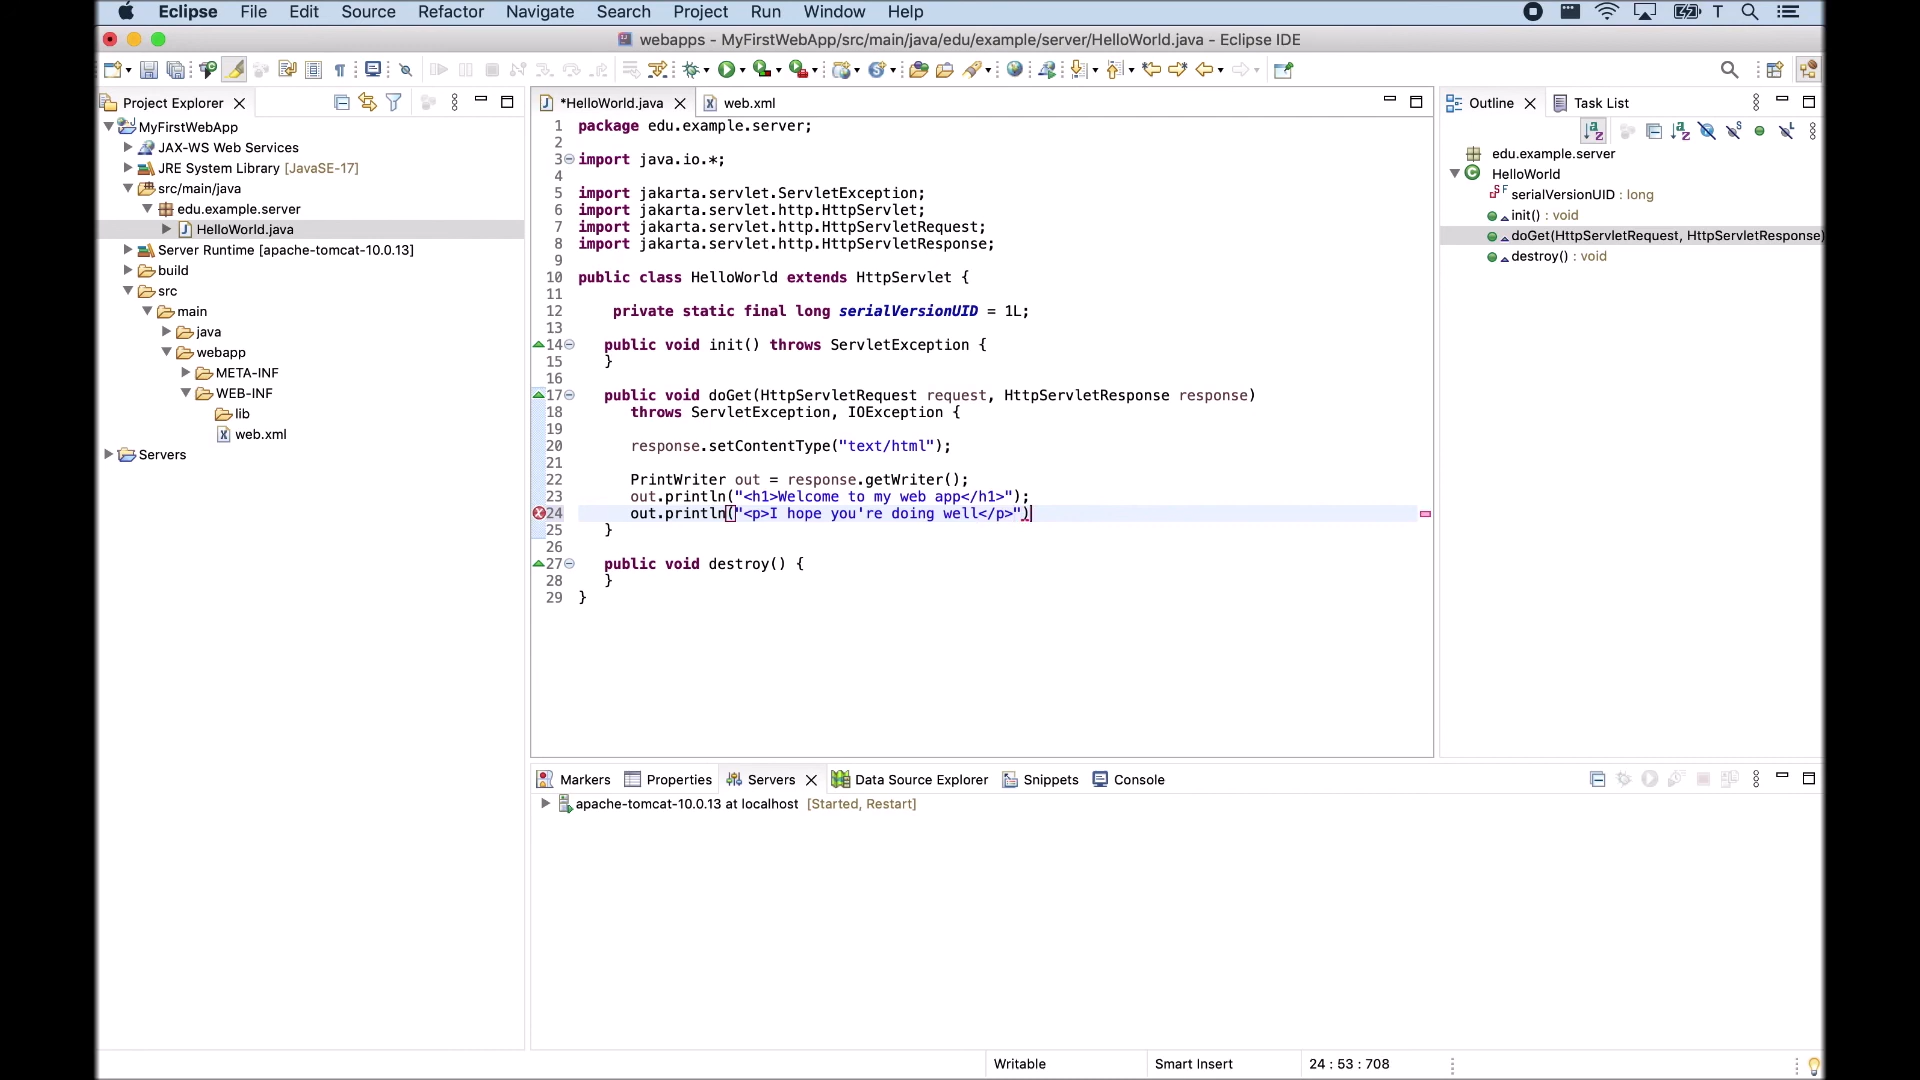 Eclipse File Edit Source Refactor Navigate Search Project Run Window Help
webapps - MyFirstWebApp/src/main/java/edu/example/server/HelloWorld.java - Eclipse IDE
Project Explorer
MyFirstWebApp
JAX-WS Web Services
JRE System Library [JavaSE-17]
src/main/java
edu.example.server
HelloWorld.java
Server Runtime [apache-tomcat-10.0.13]
build
src
main
java
webapp
META-INF
WEB-INF
lib
web.xml
Servers
*HelloWorld.java web.xml
1 package edu.example.server;
2
3 import java.io.*;
4
5 import jakarta.servlet.ServletException;
6 import jakarta.servlet.http.HttpServlet;
7 import jakarta.servlet.http.HttpServletRequest;
8 import jakarta.servlet.http.HttpServletResponse;
9
10 public class HelloWorld extends HttpServlet {
11
12 private static final long serialVersionUID = 1L;
13
14 public void init() throws ServletException {
15 }
16
17 public void doGet(HttpServletRequest request, HttpServletResponse response)
18 throws ServletException, IOException {
19
20 response.setContentType("text/html");
21
22 PrintWriter out = response.getWriter();
23 out.println("<h1>Welcome to my web app</h1>");
24 out.println("<p>I hope you're doing well</p>")
25 }
26
27 public void destroy() {
28 }
29 }
Outline Task List
edu.example.server
HelloWorld
serialVersionUID : long
init() : void
doGet(HttpServletRequest, HttpServletResponse)
destroy() : void
Markers Properties Servers Data Source Explorer Snippets Console
apache-tomcat-10.0.13 at localhost [Started, Restart]
Writable Smart Insert 24 : 53 : 708